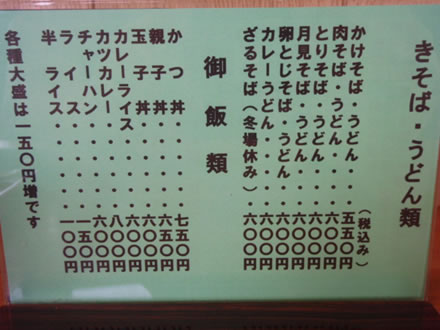 きそば・うどん類
(税込み)
かけそば・うどん・・・五五〇円
肉そば・うどん・・・・六〇〇円
とりそば・うどん・・・六〇〇円
月見そば・うどん・・・六〇〇円
卵とじそば・うどん・・六〇〇円
カレーうどん・・・・・六〇〇円
ざるそば(冬場休み)・六〇〇円
御飯類
かつ丼・・・・・・七五〇円
親子丼・・・・・・六五〇円
玉子丼・・・・・・六〇〇円
カレーライス・・・・・六〇〇円
カツカレー・・・・・八〇〇円
チャーハン・・・・・・六〇〇円
ライス・・・・・・一五〇円
半ライス・・・・・・一〇〇円
各種大盛は一五〇円増です